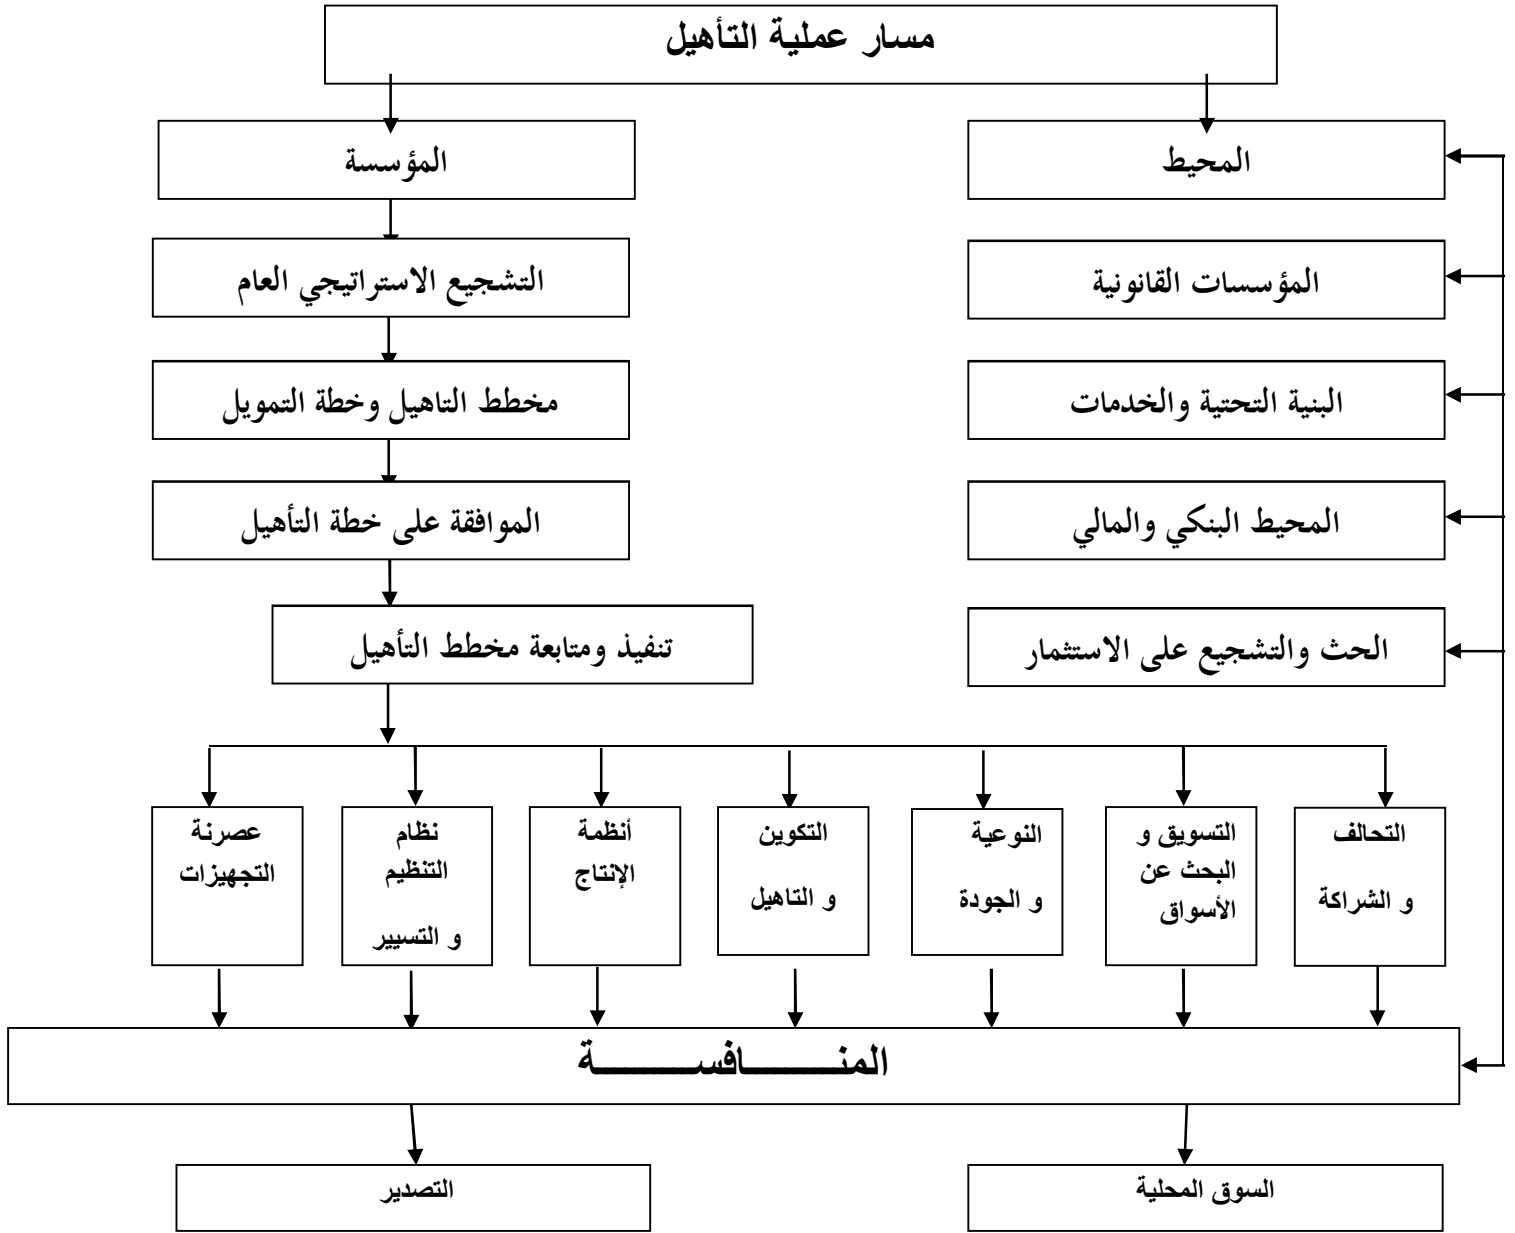 مسار عملية التأهيل
المحيط
المؤسسة
المؤسسات القانونية
التشجيع الاستراتيجي العام
البنية التحتية والخدمات
مخطط التاهيل وخطة التمويل
المحيط البنكي والمالي
الموافقة على خطة التأهيل
الحث والتشجيع على الاستثمار
تنفيذ ومتابعة مخطط التأهيل
التحالف
و الشراكة
التسويق و
البحث عن
الأسواق
النوعية
و الجودة
التكوين
و التاهيل
أنظمة
الإنتاج
نظام
التنظيم
و التسيير
عصرنة
التجهيزات
المنــــــــافســــــــة
السوق المحلية
التصدير